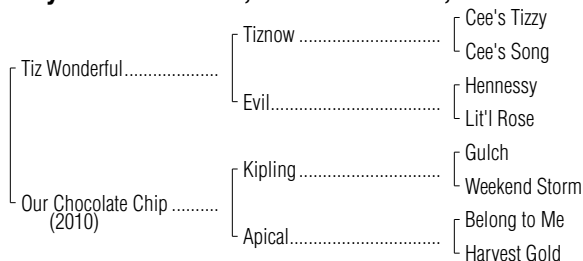 Cee's Tizzy
Tiznow ........................................
Cee's Song
Tiz Wonderful....................
Hennessy
Evil........................................
Lit'l Rose
Gulch
Kipling ........................................
Weekend Storm
Our Chocolate Chip ..........
(2010)
Belong to Me
Apical........................................
Harvest Gold